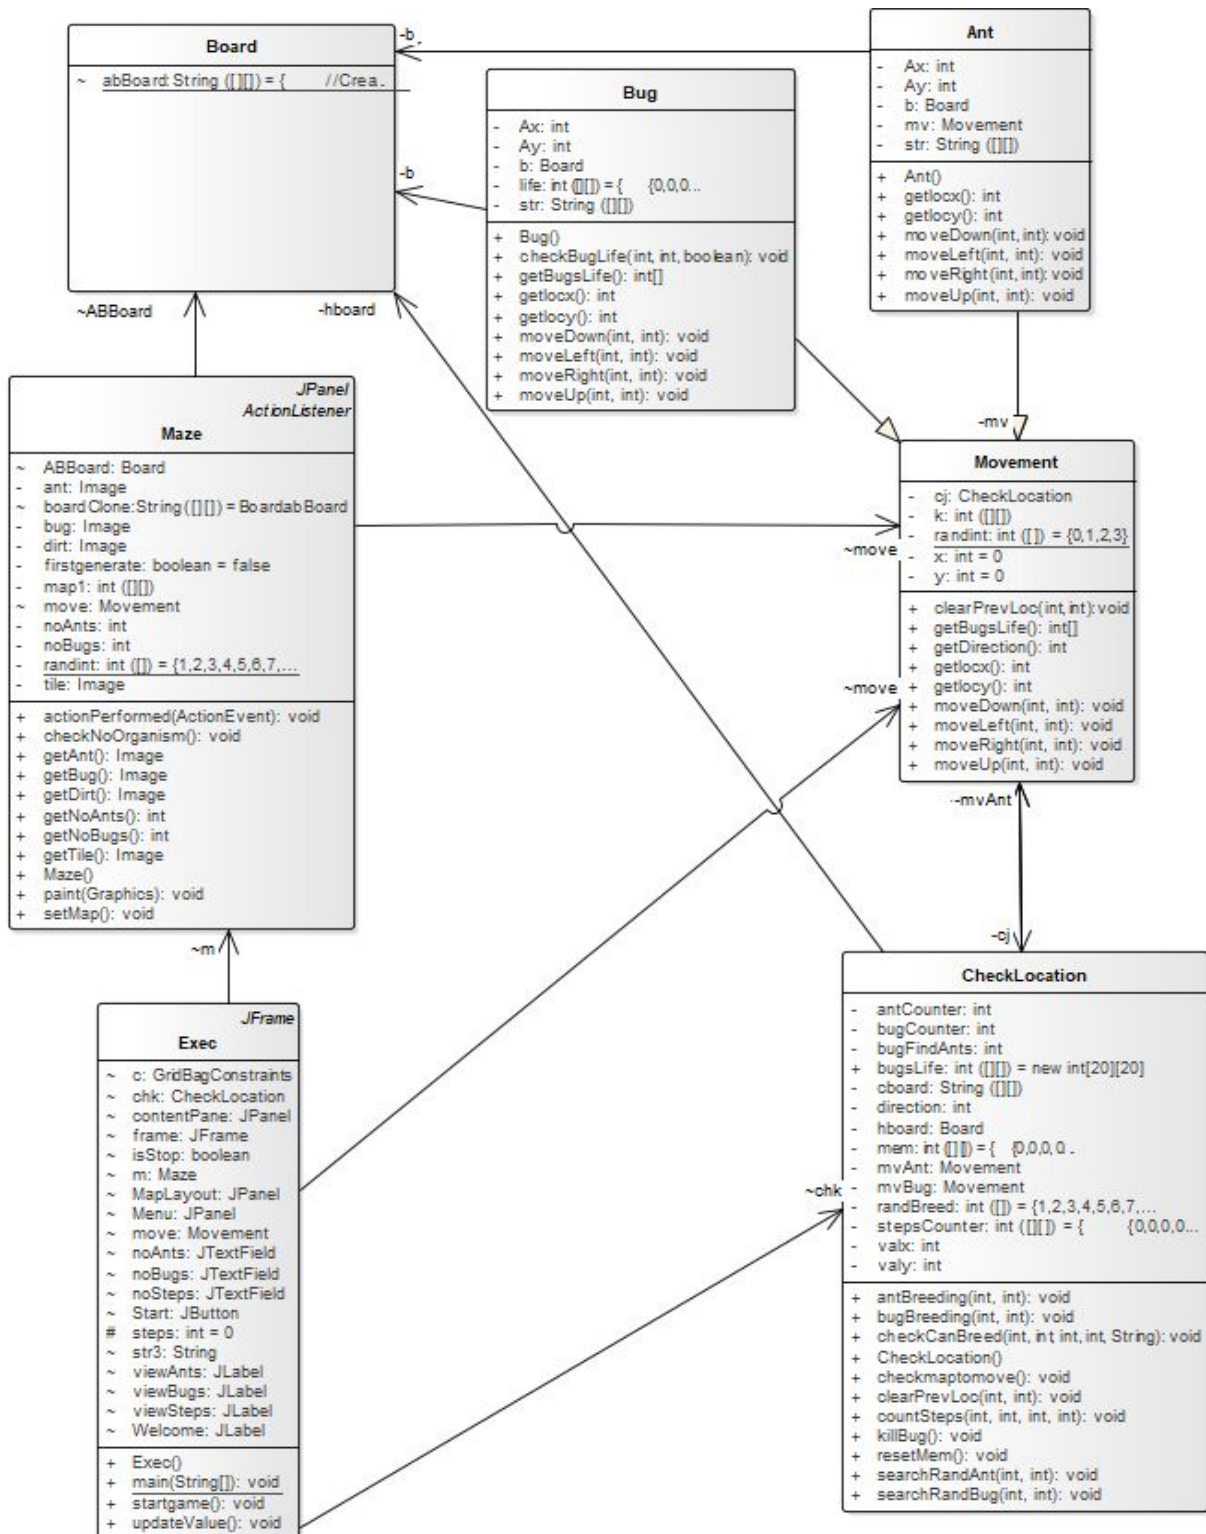 Board
~ abBoard: String ([][]) = { //Crea..
-b
-b
~ABBoard
-hboard
Bug
- Ax: int
- Ay: int
- b: Board
- life: int ([][]) = { {0,0,0...
- str: String ([][])
+ Bug()
+ checkBugLife(int, int, boolean): void
+ getBugsLife(): int[]
+ getlocx(): int
+ getlocy(): int
+ moveDown(int, int): void
+ moveLeft(int, int): void
+ moveRight(int, int): void
+ moveUp(int, int): void
Ant
- Ax: int
- Ay: int
- b: Board
- mv: Movement
- str: String ([][])
+ Ant()
+ getlocx(): int
+ getlocy(): int
+ moveDown(int, int): void
+ moveLeft(int, int): void
+ moveRight(int, int): void
+ moveUp(int, int): void
-mv
JPanel
ActionListener
Maze
~ ABBoard: Board
- ant: Image
~ boardClone: String ([][]) = BoardabBoard
- bug: Image
- dirt: Image
- firstgenerate: boolean = false
- map1: int ([][])
~ move: Movement
- noAnts: int
- noBugs: int
- randint: int ([]) = {1,2,3,4,5,6,7,...
- tile: Image
+ actionPerformed(ActionEvent): void
+ checkNoOrganism(): void
+ getAnt(): Image
+ getBug(): Image
+ getDirt(): Image
+ getNoAnts(): int
+ getNoBugs(): int
+ getTile(): Image
+ Maze()
+ paint(Graphics): void
+ setMap(): void
~move
~move
Movement
- cj: CheckLocation
- k: int ([][])
- randint: int ([]) = {0,1,2,3}
- x: int = 0
- y: int = 0
+ clearPrevLoc(int, int): void
+ getBugsLife(): int[]
+ getDirection(): int
+ getlocx(): int
+ getlocy(): int
+ moveDown(int, int): void
+ moveLeft(int, int): void
+ moveRight(int, int): void
+ moveUp(int, int): void
-mvAnt
-cj
~m
JFrame
Exec
~ c: GridBagConstraints
~ chk: CheckLocation
~ contentPane: JPanel
~ frame: JFrame
~ isStop: boolean
~ m: Maze
~ MapLayout: JPanel
~ Menu: JPanel
~ move: Movement
~ noAnts: JTextField
~ noBugs: JTextField
~ noSteps: JTextField
~ Start: JButton
# steps: int = 0
~ str3: String
~ viewAnts: JLabel
~ viewBugs: JLabel
~ viewSteps: JLabel
~ Welcome: JLabel
+ Exec()
+ main(String[]): void
+ startgame(): void
+ updateValue(): void
~chk
CheckLocation
- antCounter: int
- bugCounter: int
- bugFindAnts: int
+ bugsLife: int ([][]) = new int[20][20]
- cboard: String ([][])
- direction: int
- hboard: Board
- mem: int ([][]) = { {0,0,0,0..
- mvAnt: Movement
- mvBug: Movement
- randBreed: int ([]) = {1,2,3,4,5,6,7,...
- stepsCounter: int ([][]) = { {0,0,0,0...
- valx: int
- valy: int
+ antBreeding(int, int): void
+ bugBreeding(int, int): void
+ checkCanBreed(int, int, int, int, String): void
+ CheckLocation()
+ checkmaptomove(): void
+ clearPrevLoc(int, int): void
+ countSteps(int, int, int, int): void
+ killBug(): void
+ resetMem(): void
+ searchRandAnt(int, int): void
+ searchRandBug(int, int): void